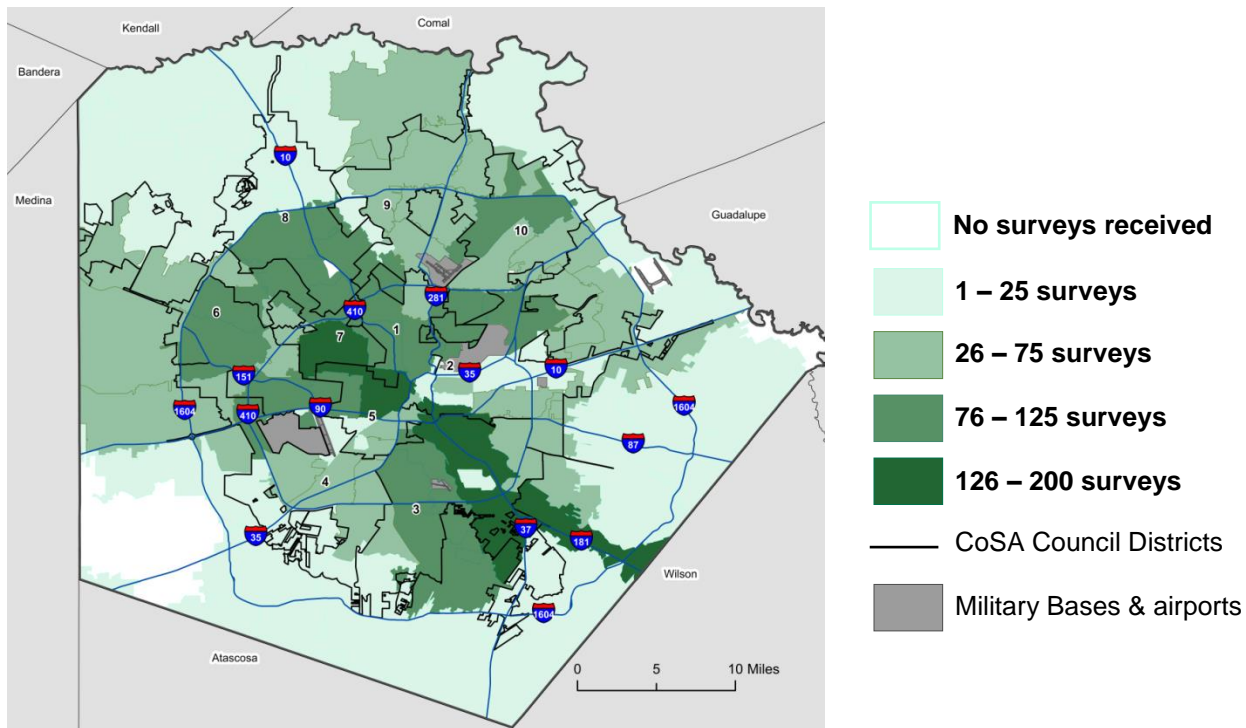 Kendall
Comal
Bandera
Medina
Guadalupe
10
8
9
10
281
410
6
7
1
2
35
10
151
1604
410
90
5
1604
87
4
3
35
37
181
Wilson
1604
Atascosa
0 5 10 Miles
No surveys received
1 – 25 surveys
26 – 75 surveys
76 – 125 surveys
126 – 200 surveys
CoSA Council Districts
Military Bases & airports